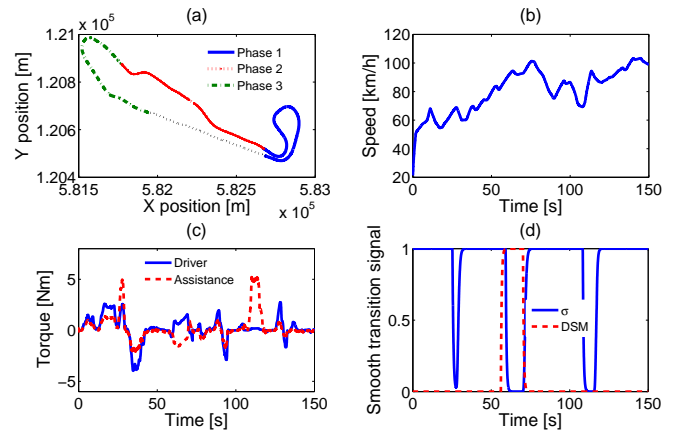 (a)
x 10^5
1.21
1.208
1.206
1.204
Y position [m]
Phase 1
Phase 2
Phase 3
5.815
5.82
5.825
5.83
X position [m]
x 10^5
(b)
120
100
80
60
40
20
Speed [km/h]
0
50
100
150
Time [s]
(c)
5
0
−5
Torque [Nm]
Driver
Assistance
0
50
100
150
Time [s]
(d)
1
0.5
0
Smooth transition signal
σ
DSM
0
50
100
150
Time [s]